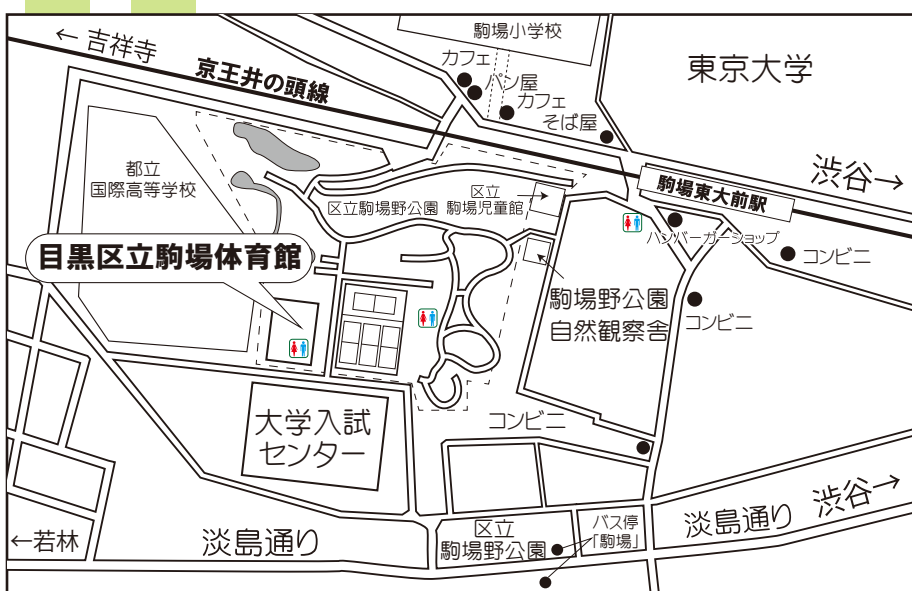 駒場小学校
← 吉祥寺
京王井の頭線
カフェ
パン屋
カフェ
そば屋
東京大学
渋谷→
都立
国際高等学校
区立駒場野公園
区立
駒場児童館
駒場東大前駅
ハンバーガーショップ
コンビニ
目黒区立駒場体育館
駒場野公園
自然観察舎
コンビニ
大学入試
センター
コンビニ
←若林
淡島通り
区立
駒場野公園
バス停
「駒場」
淡島通り
渋谷→